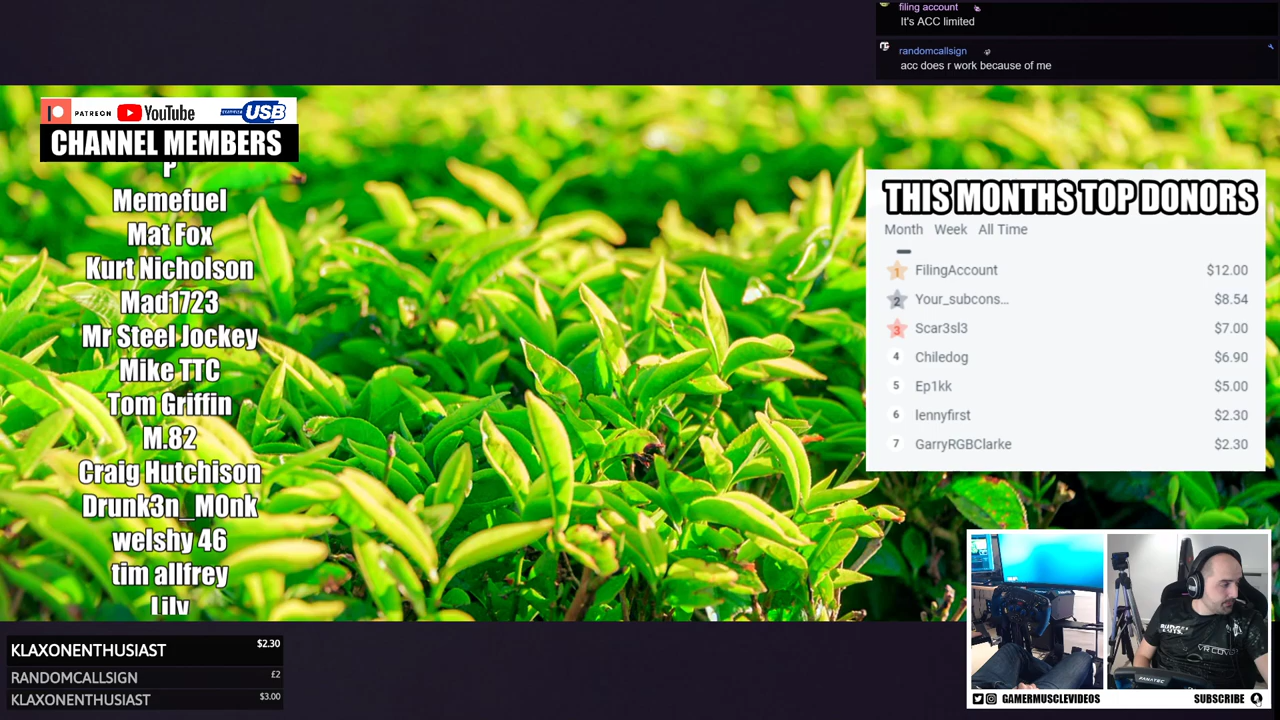 filing account
It's ACC limited
randomcallsign
acc does r work because of me
PATREON YouTube USB
CHANNEL MEMBERS
P
Memefuel
Mat Fox
Kurt Nicholson
Mad1723
Mr Steel Jockey
Mike TTC
Tom Griffin
M.82
Craig Hutchison
Drunk3n_M0nk
welshy 46
tim allfrey
Lily
THIS MONTHS TOP DONORS
Month Week All Time
1 FilingAccount $12.00
2 Your_subcons... $8.54
3 Scar3sl3 $7.00
4 Chiledog $6.90
5 Ep1kk $5.00
6 lennyfirst $2.30
7 GarryRGBClarke $2.30
VR COVER
FANATEC
GAMERMUSCLEVIDEOS SUBSCRIBE
KLAXONENTHUSIAST $2.30
RANDOMCALLSIGN £2
KLAXONENTHUSIAST $3.00